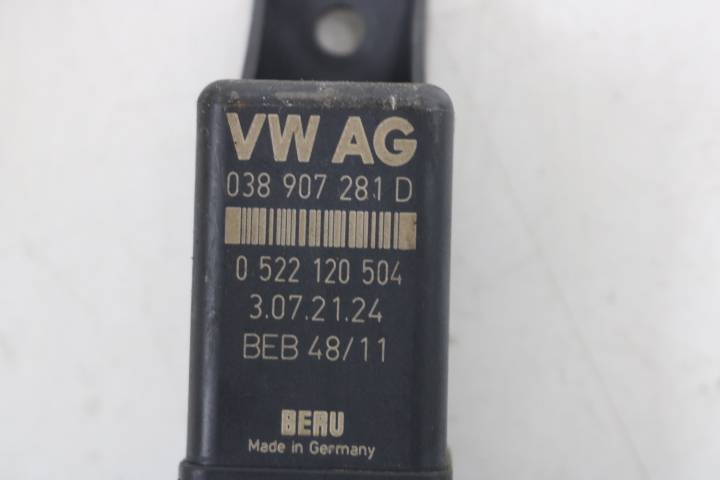 VW AG
038 907 281 D
0 522 120 504
3.07.21.24
BEB 48/11
BERU
Made in Germany